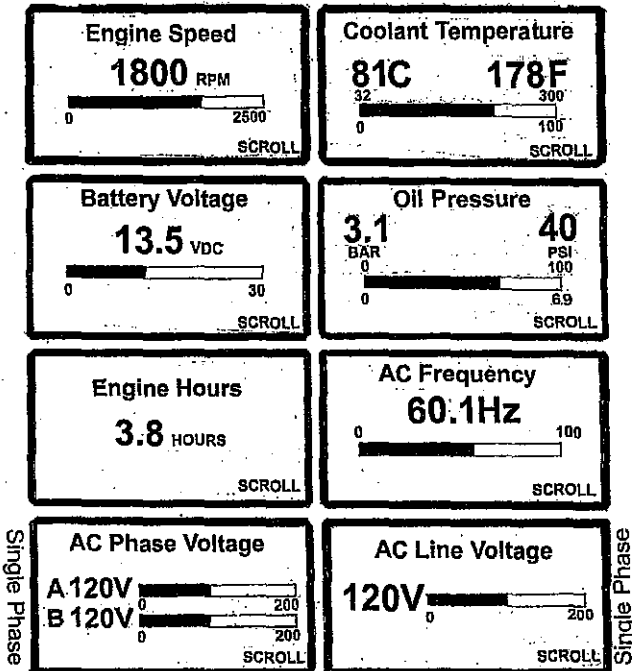 Engine Speed
1800 RPM
0 2500
SCROLL
Coolant Temperature
81C 178F
32 300
0 100
SCROLL
Battery Voltage
13.5 VDC
0 30
SCROLL
Oil Pressure
3.1 40
BAR PSI
0 100
0 6.9
SCROLL
Engine Hours
3.8 HOURS
SCROLL
AC Frequency
60.1Hz
0 100
SCROLL
Single Phase
AC Phase Voltage
A 120V
0 200
B 120V
0 200
SCROLL
AC Line Voltage
120V
0 200
SCROLL
Single Phase